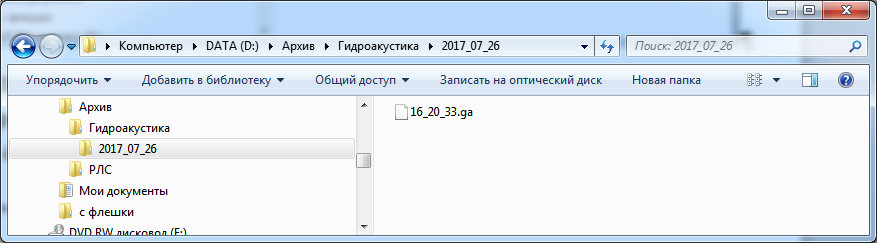 Компьютер DATA (D:) Архив Гидроакустика 2017_07_26 Поиск: 2017_07_26
Упорядочить Добавить в библиотеку Общий доступ Записать на оптический диск Новая папка
Архив
Гидроакустика
2017_07_26
РЛС
Мои документы
с флешки
DVD RW дисковод (E:)
16_20_33.ga